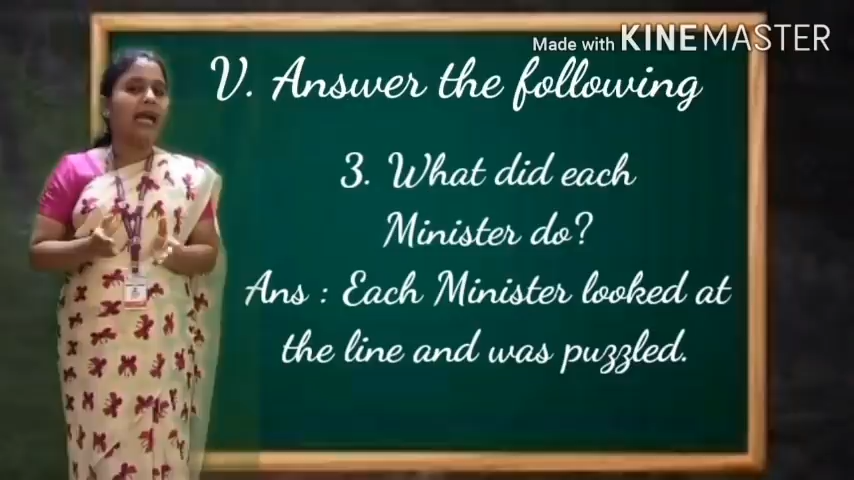 Made with KINEMASTER
V. Answer the following
3. What did each
Minister do?
Ans : Each Minister looked at
the line and was puzzled.